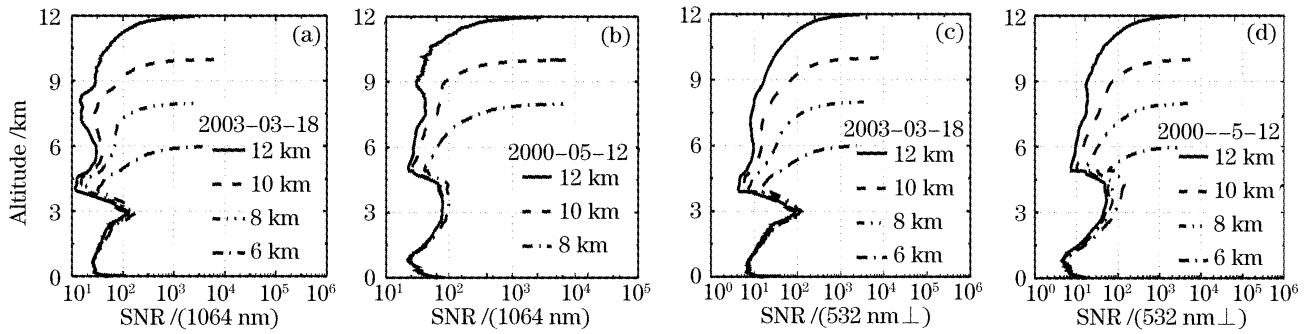 12
9
6
3
0
Altitude /km
(a)
2003-03-18
12 km
10 km
8 km
6 km
10¹ 10² 10³ 10⁴ 10⁵ 10⁶
SNR /(1064 nm)
12
9
6
3
0
(b)
2000-05-12
12 km
10 km
8 km
10¹ 10² 10³ 10⁴ 10⁵
SNR /(1064 nm)
12
9
6
3
0
(c)
2003-03-18
12 km
10 km
8 km
6 km
10⁰ 10¹ 10² 10³ 10⁴ 10⁵ 10⁶
SNR /(532 nm⊥)
12
9
6
3
0
(d)
2000--5-12
12 km
10 km
8 km
6 km
10⁰ 10¹ 10² 10³ 10⁴ 10⁵ 10⁶
SNR /(532 nm⊥)